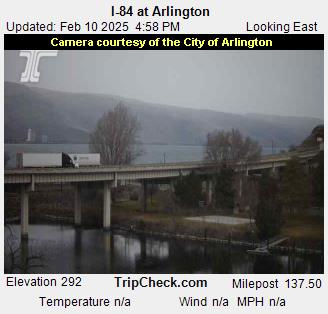 I-84 at Arlington
Updated: Feb 10 2025 4:58 PM Looking East
Camera courtesy of the City of Arlington
Elevation 292 TripCheck.com Milepost 137.50
Temperature n/a Wind n/a MPH n/a